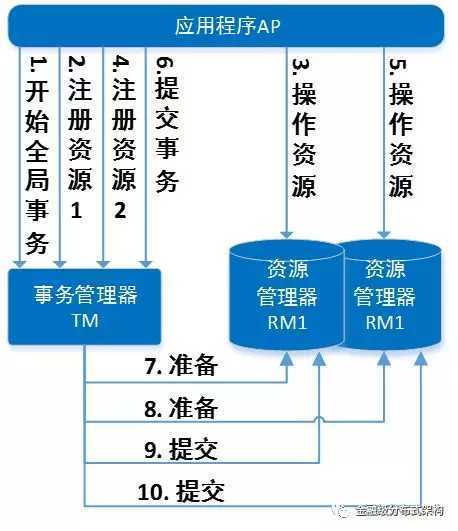 应用程序AP
1. 开始全局事务
2. 注册资源1
4. 注册资源2
6. 提交事务
3. 操作资源
5. 操作资源
事务管理器
TM
资源
管理器
RM1
资源
管理器
RM1
7. 准备
8. 准备
9. 提交
10. 提交
金融级分布式架构